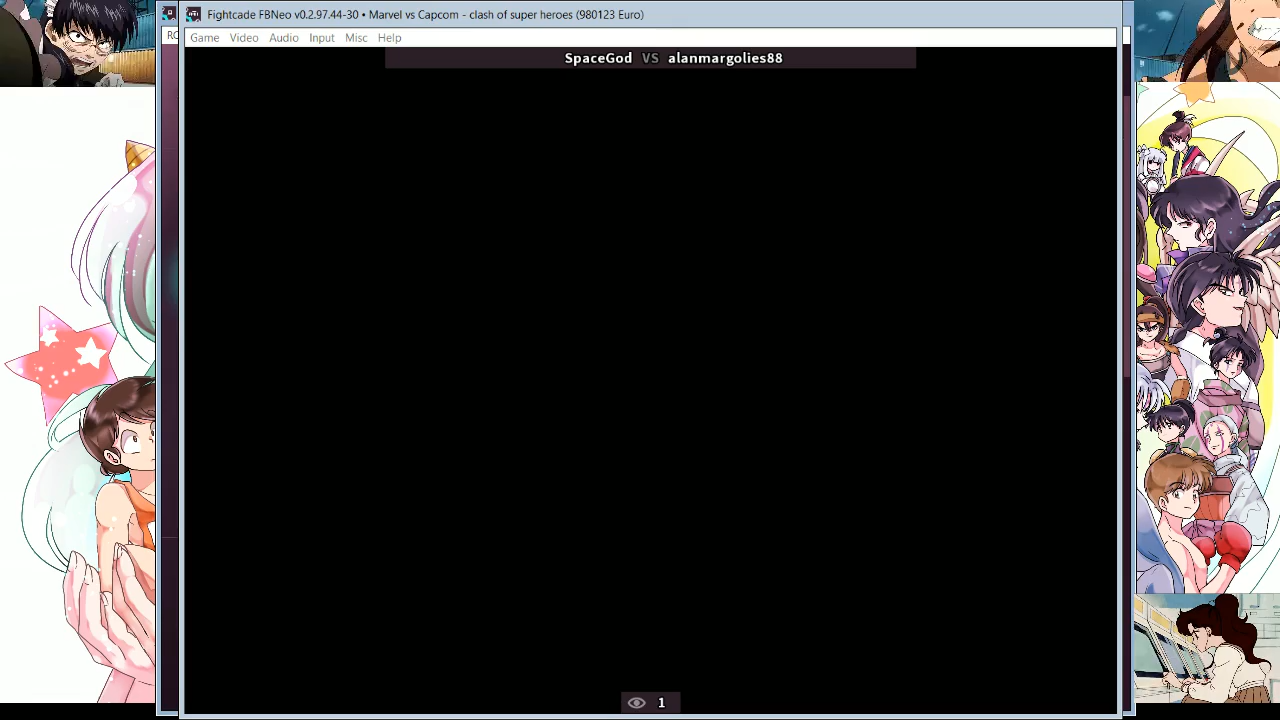 Fightcade FBNeo v0.2.97.44-30 • Marvel vs Capcom - clash of super heroes (980123 Euro)
RC
Game Video Audio Input Misc Help
SpaceGod VS alanmargolies88
1